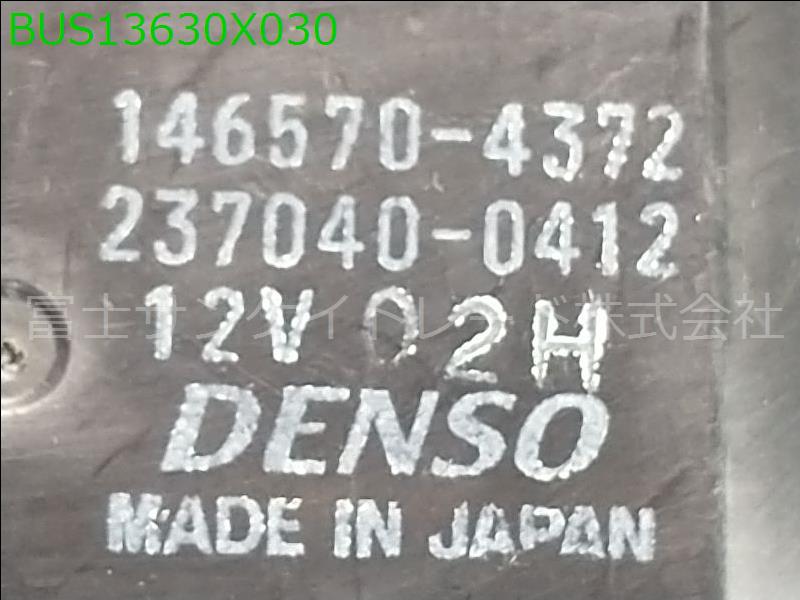 BUS13630X030
146570-4372
237040-0412
12V 02H
富士サンケイトレード株式会社
DENSO
MADE IN JAPAN